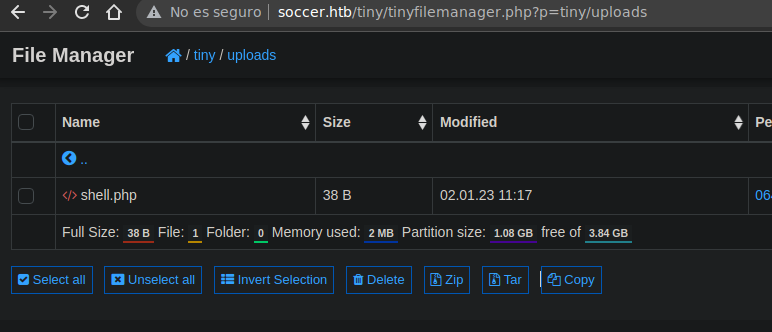 No es seguro | soccer.htb/tiny/tinyfilemanager.php?p=tiny/uploads
File Manager / tiny / uploads
Name Size Modified Pe
..
shell.php 38 B 02.01.23 11:17 06
Full Size: 38 B File: 1 Folder: 0 Memory used: 2 MB Partition size: 1.08 GB free of 3.84 GB
Select all Unselect all Invert Selection Delete Zip Tar Copy